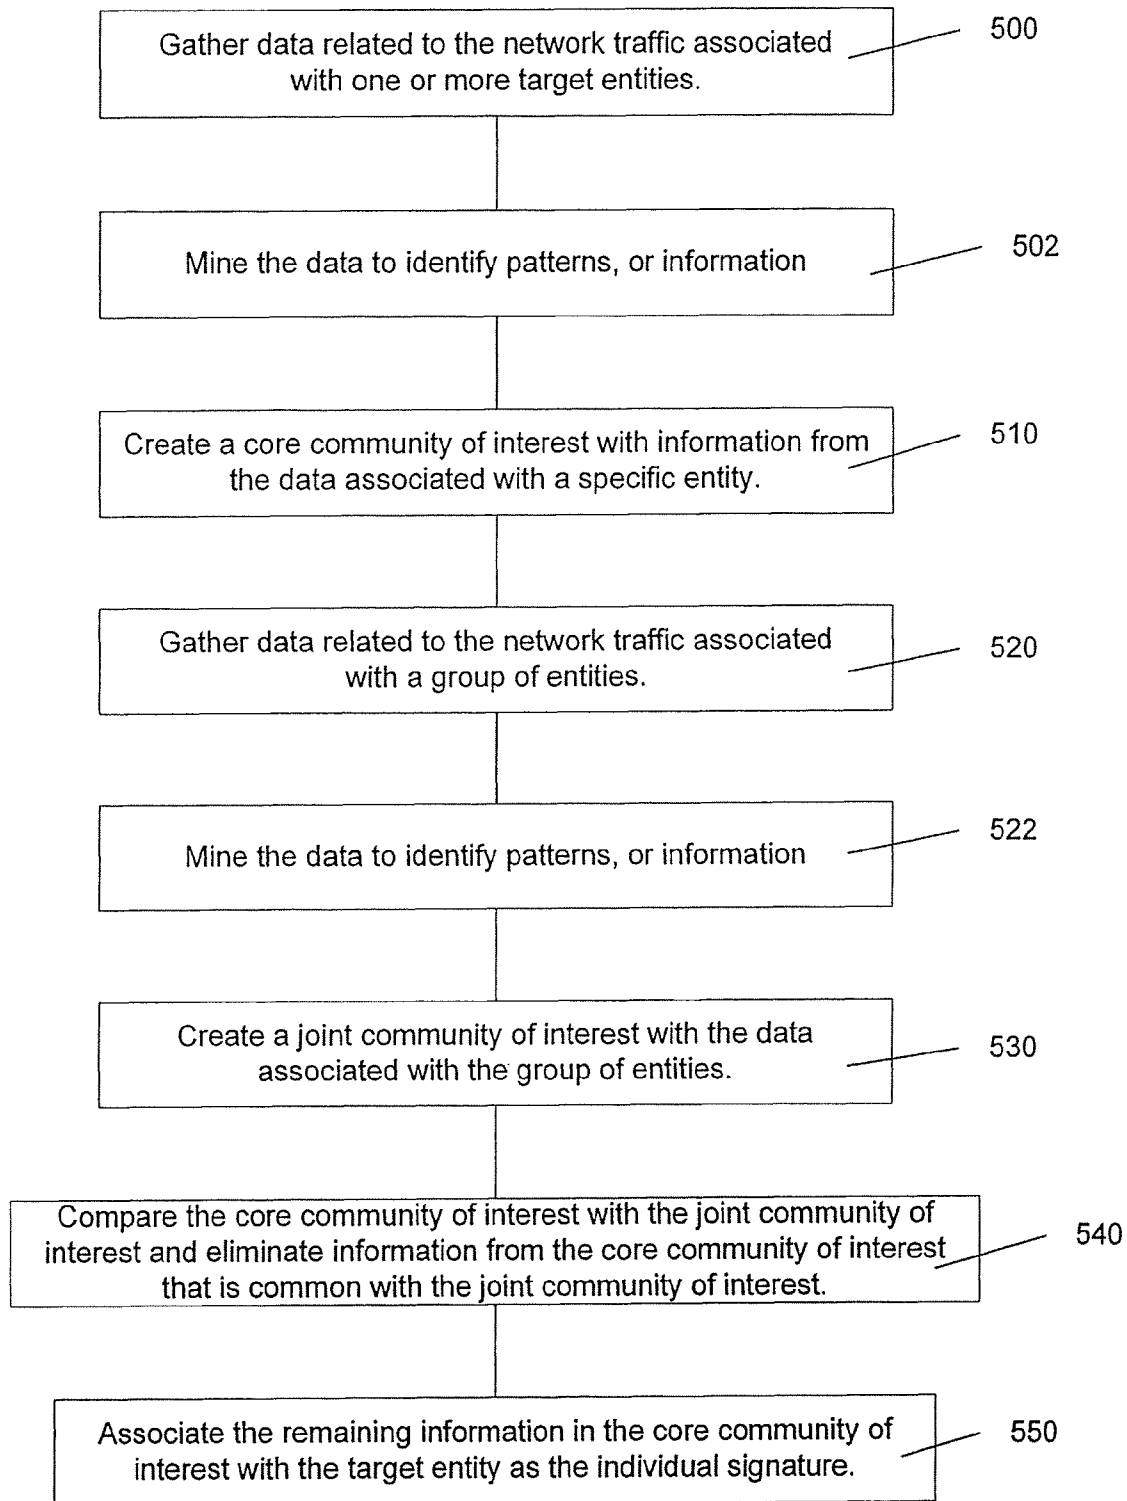 Gather data related to the network traffic associated
with one or more target entities.
500
Mine the data to identify patterns, or information
502
Create a core community of interest with information from
the data associated with a specific entity.
510
Gather data related to the network traffic associated
with a group of entities.
520
Mine the data to identify patterns, or information
522
Create a joint community of interest with the data
associated with the group of entities.
530
Compare the core community of interest with the joint community of
interest and eliminate information from the core community of interest
that is common with the joint community of interest.
540
Associate the remaining information in the core community of
interest with the target entity as the individual signature.
550